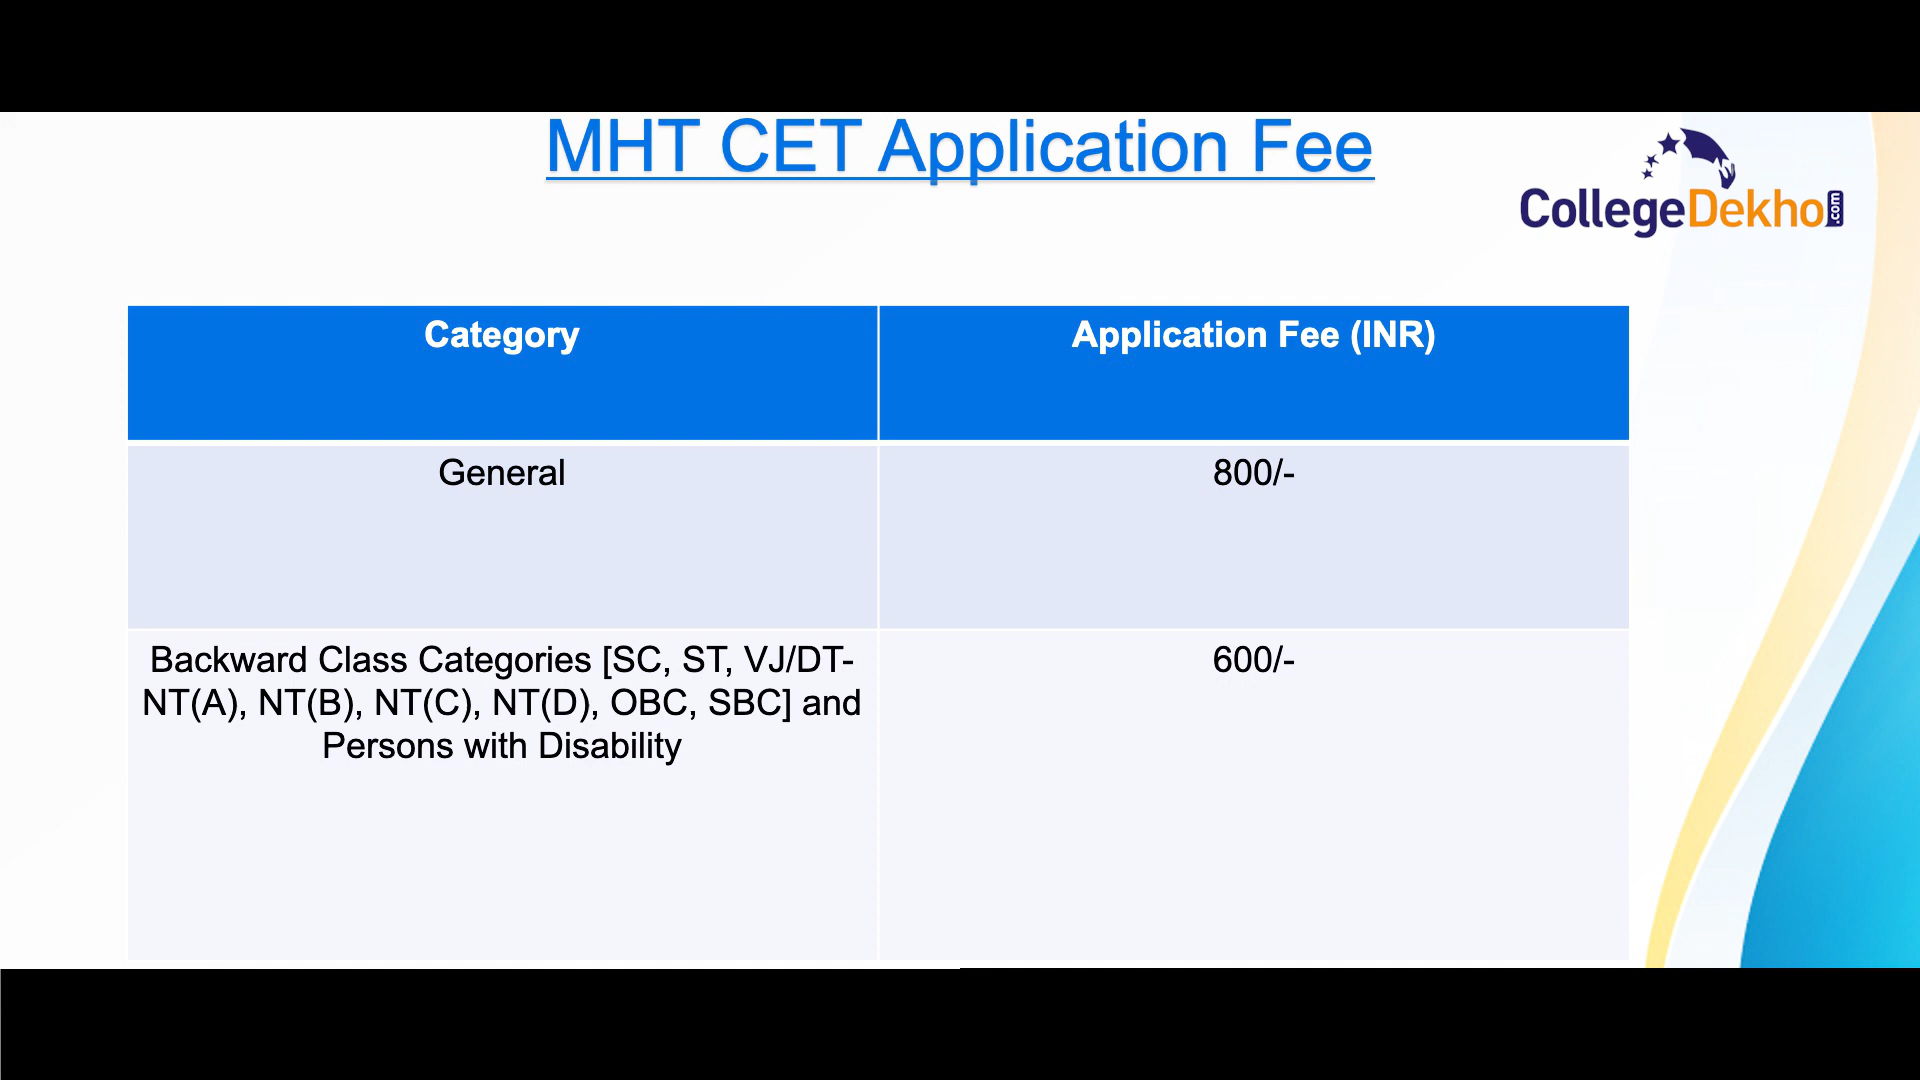 MHT CET Application Fee
CollegeDekho.com
Category
Application Fee (INR)
General
800/-
Backward Class Categories [SC, ST, VJ/DT-
NT(A), NT(B), NT(C), NT(D), OBC, SBC] and
Persons with Disability
600/-